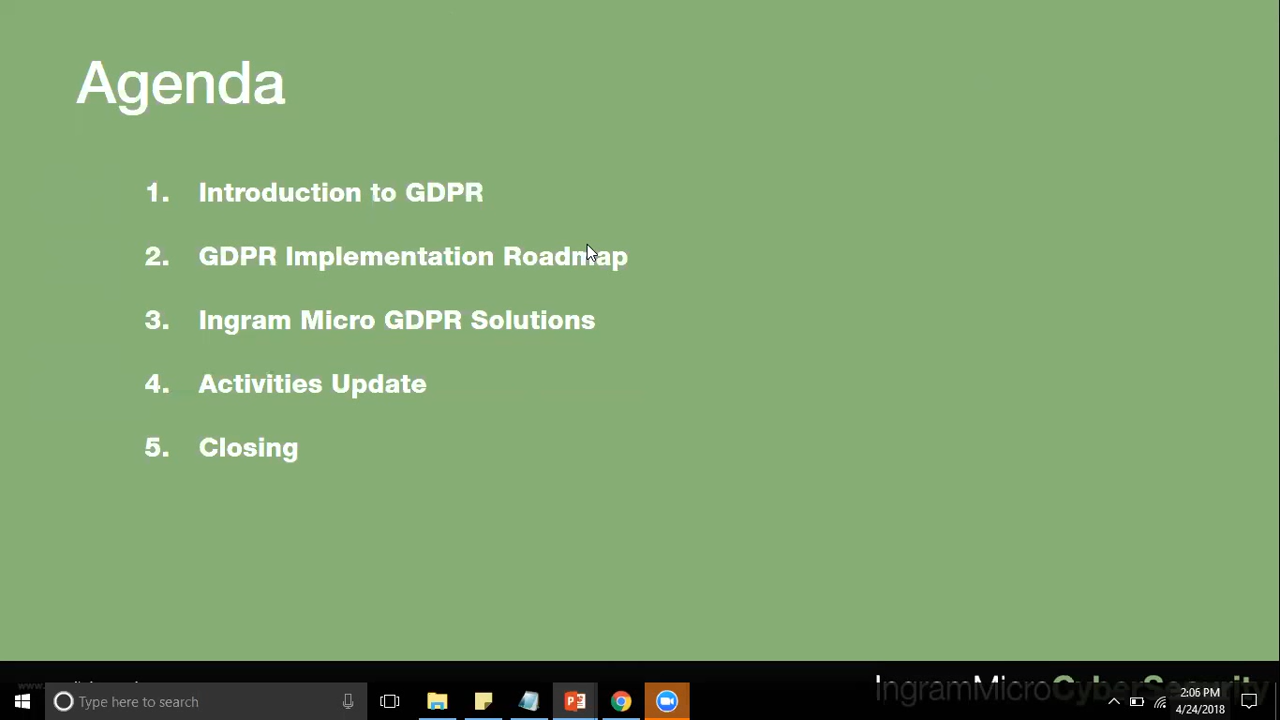 Agenda
1. Introduction to GDPR
2. GDPR Implementation Roadmap
3. Ingram Micro GDPR Solutions
4. Activities Update
5. Closing
IngramMicroCyberSecurity
Type here to search
2:06 PM
4/24/2018